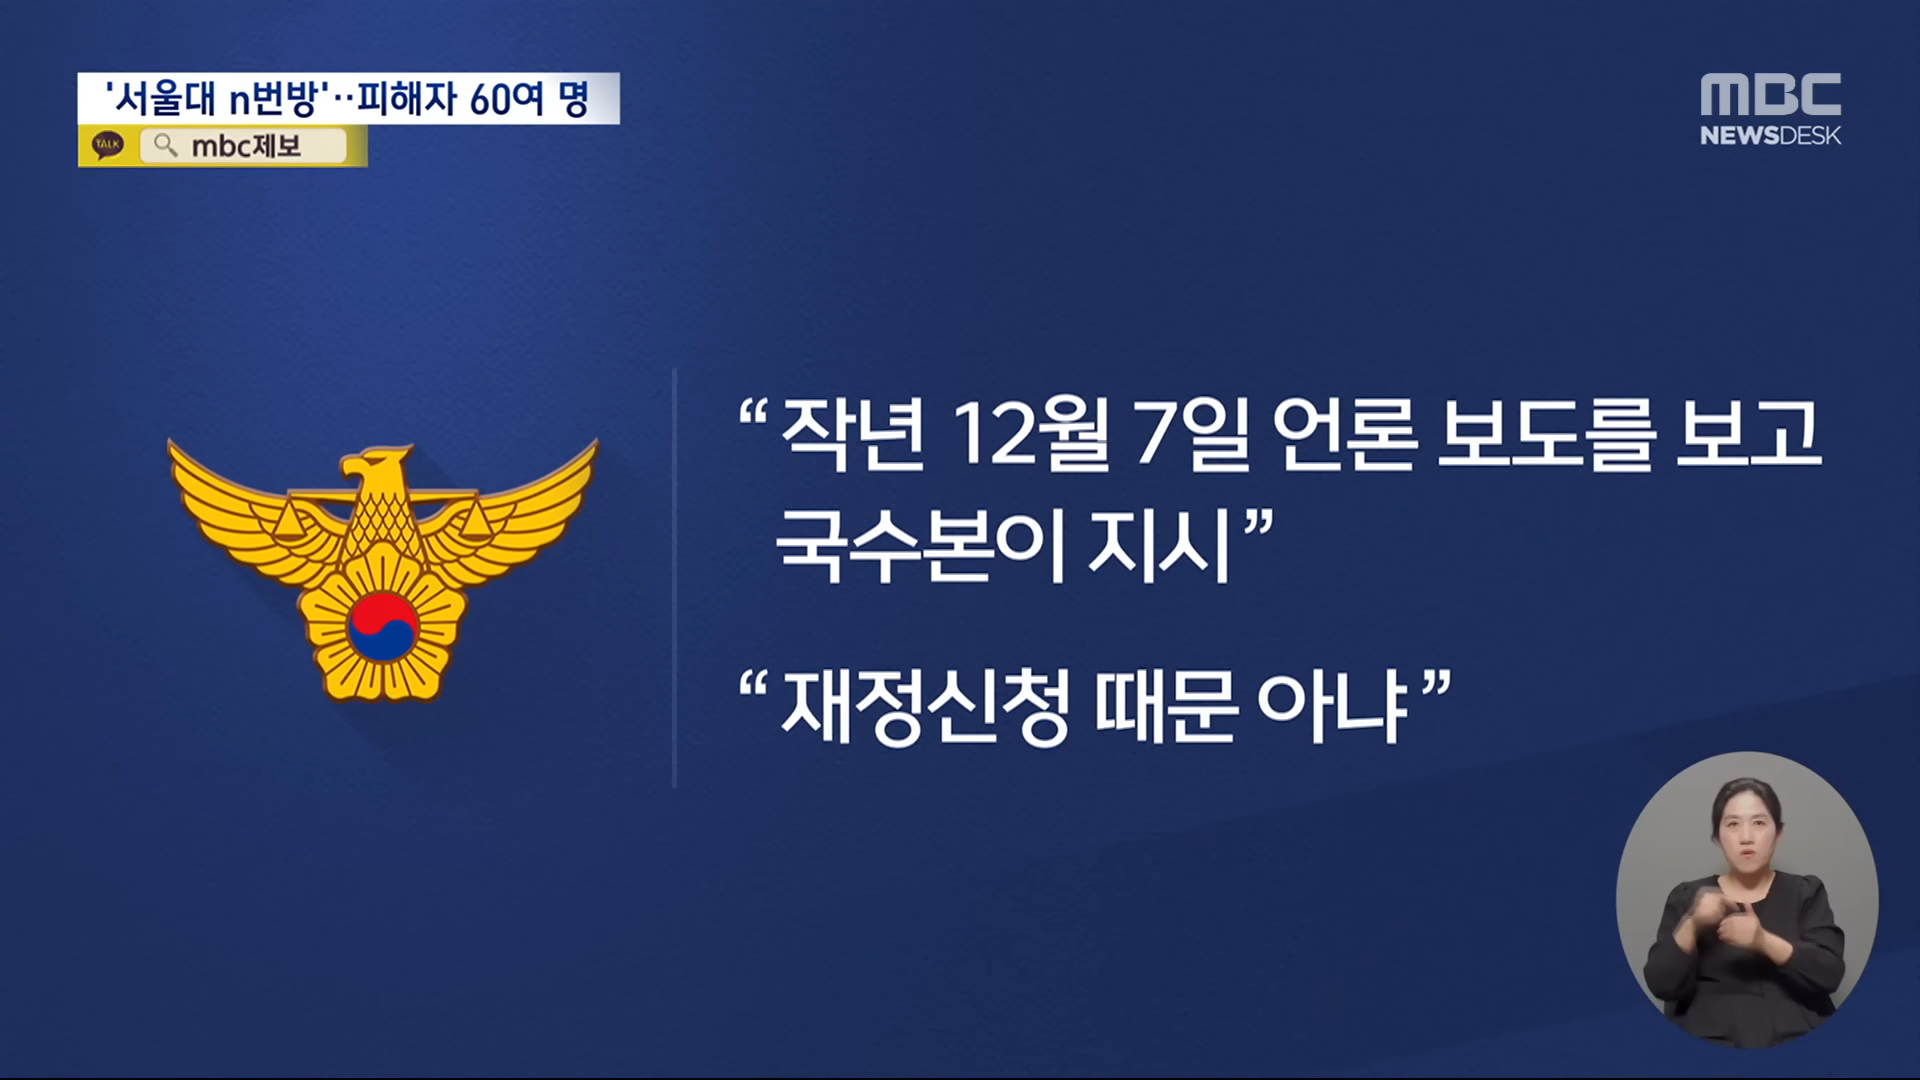 '서울대 n번방'··피해자 60여 명
TALK
mbc제보
MBC
NEWSDESK
“작년 12월 7일 언론 보도를 보고
국수본이 지시”
“재정신청 때문 아냐”